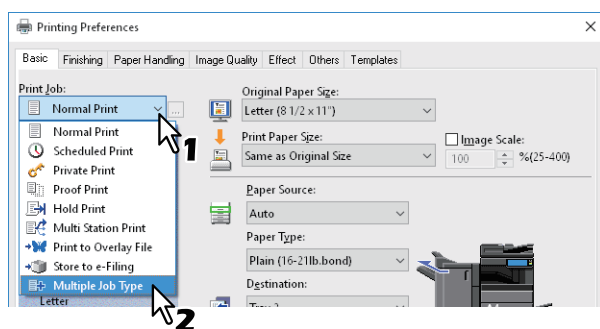 Printing Preferences
Basic Finishing Paper Handling Image Quality Effect Others Templates
Print Job:
Normal Print
...
Normal Print
Scheduled Print
Private Print
Proof Print
Hold Print
Multi Station Print
Print to Overlay File
Store to e-Filing
Multiple Job Type
Letter
1
2
Original Paper Size:
Letter (8 1/2 x 11")
Print Paper Size:
Same as Original Size
Image Scale:
100 %(25-400)
Paper Source:
Auto
Paper Type:
Plain (16-21lb.bond)
Destination: